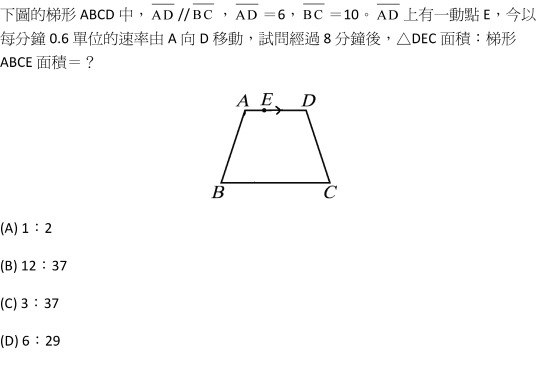 下圖的梯形 ABCD 中，AD // BC ，AD ＝6，BC ＝10。AD 上有一動點 E，今以
每分鐘 0.6 單位的速率由 A 向 D 移動，試問經過 8 分鐘後，△DEC 面積：梯形
ABCE 面積＝？
A E D
B C
(A) 1：2
(B) 12：37
(C) 3：37
(D) 6：29